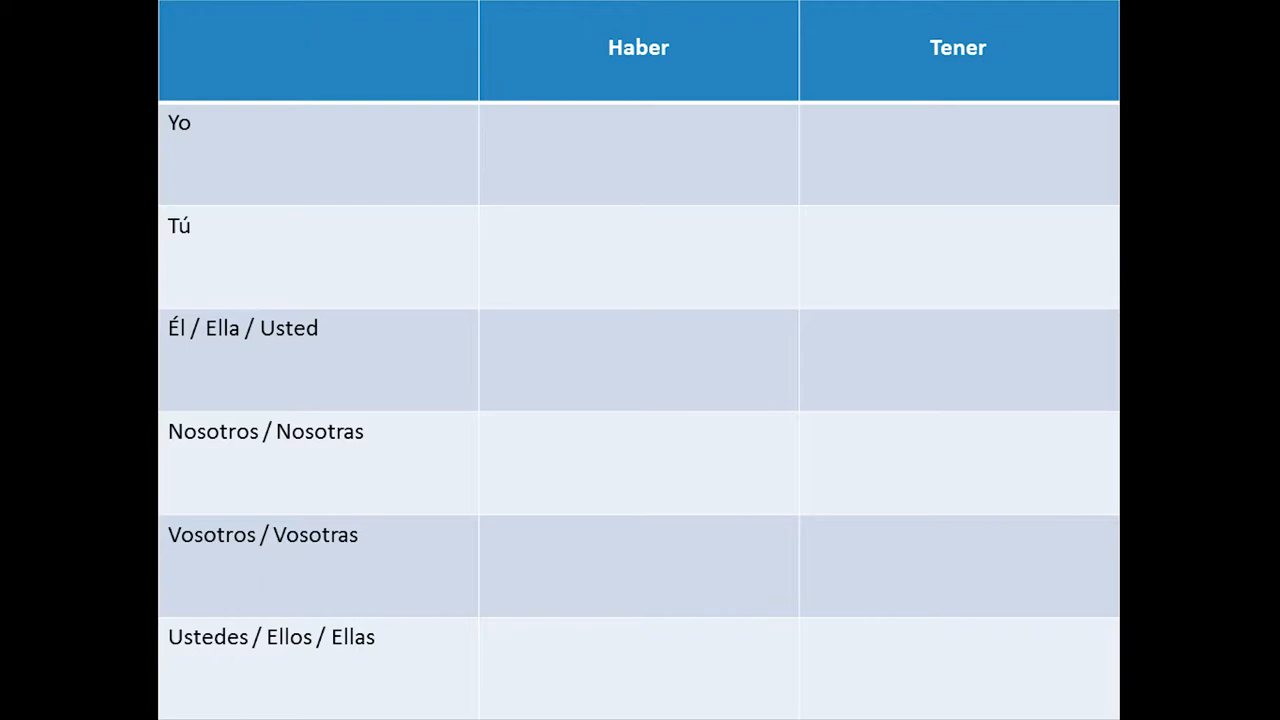 Haber Tener
Yo
Tú
Él / Ella / Usted
Nosotros / Nosotras
Vosotros / Vosotras
Ustedes / Ellos / Ellas